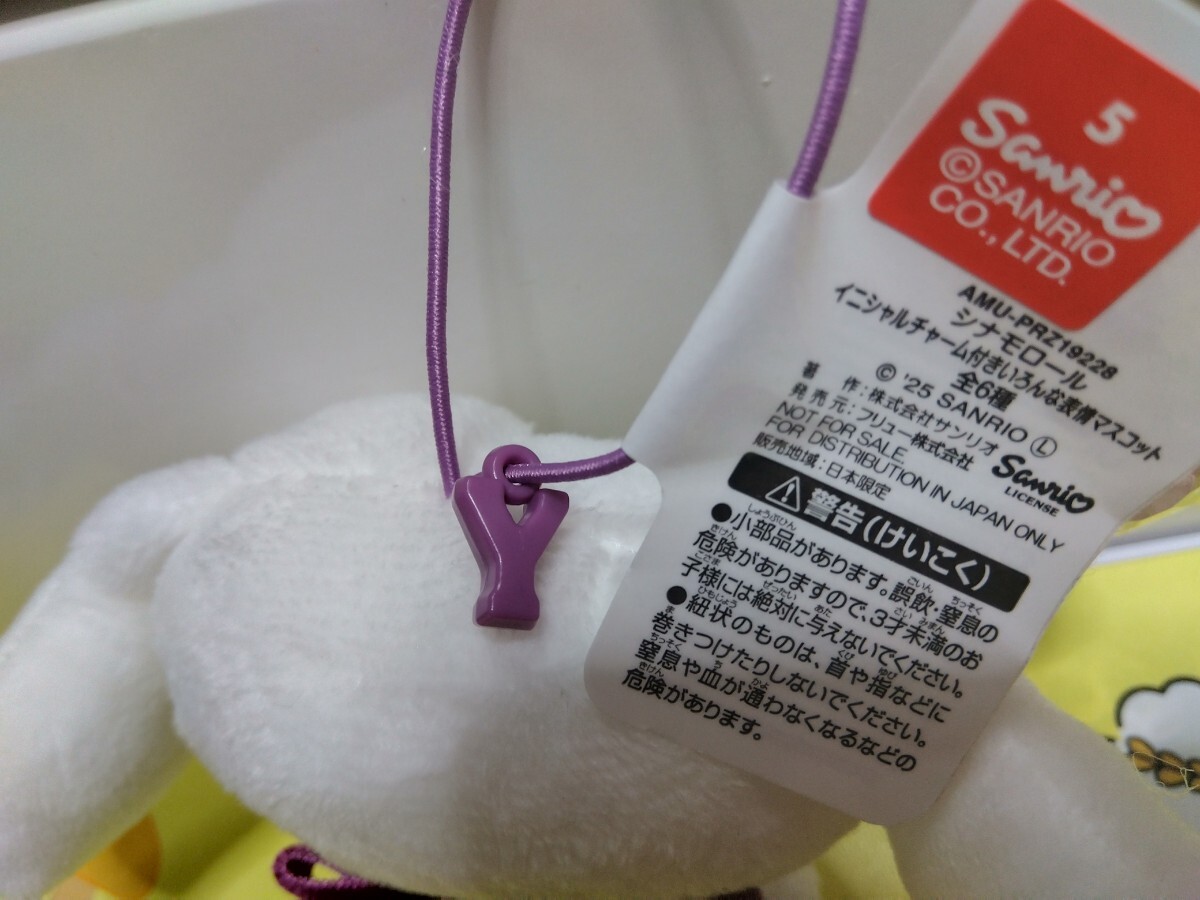 5
Sanrio
©SANRIO
CO., LTD.
AMU-PRZ19228
シナモロール
イニシャルチャーム付きいろんな表情マスコット
全6種
© '25 SANRIO Ⓛ
著 作:株式会社サンリオ
発 売 元:フリュー株式会社
NOT FOR SALE
FOR DISTRIBUTION IN JAPAN ONLY
販売地域:日本限定
Sanrio
LICENSE
警告(けいこく)
●小部品があります。誤飲・窒息の
危険がありますので、3才未満のお
子様には絶対に与えないでください。
●紐状のものは、首や指などに
巻きつけたりしないでください。
窒息や血が通わなくなるなどの
危険があります。
Y